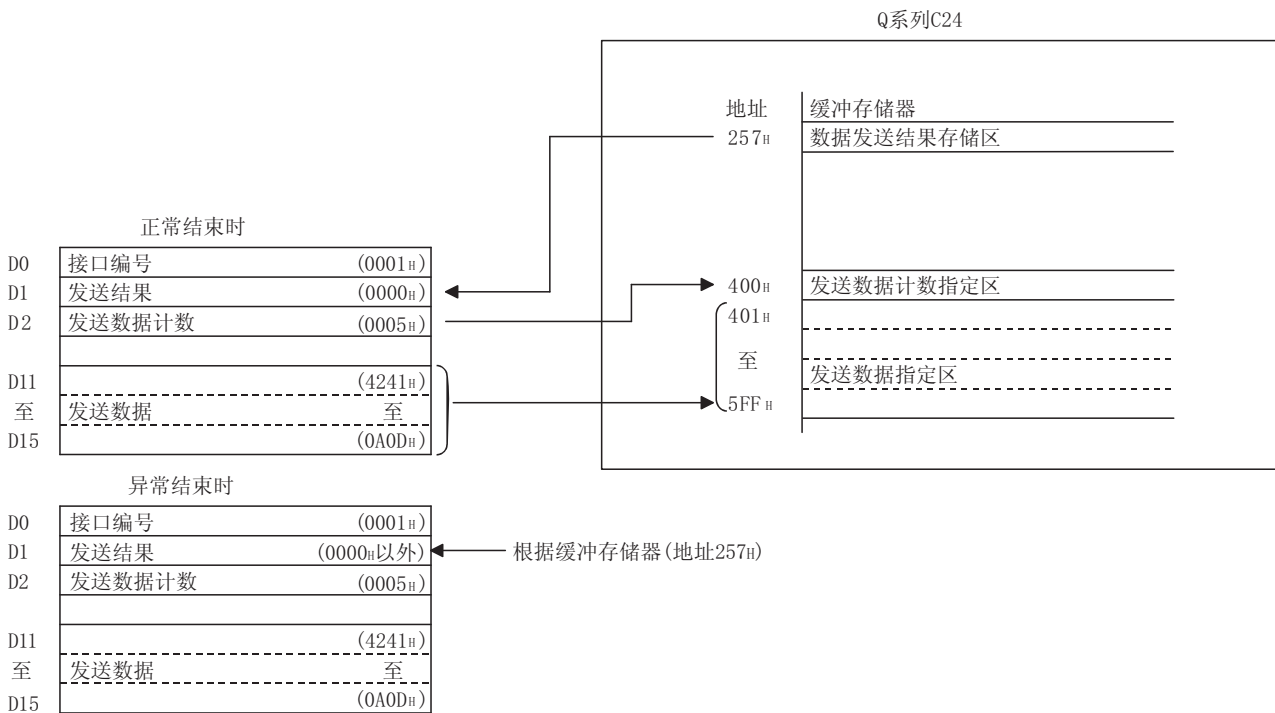 Q系列C24
地址 缓冲存储器
257H 数据发送结果存储区
正常结束时
D0 接口编号 (0001H)
D1 发送结果 (0000H)
D2 发送数据计数 (0005H)
400H 发送数据计数指定区
401H
至
发送数据指定区
5FFH
D11 (4241H)
至 发送数据 至
D15 (0A0DH)
异常结束时
D0 接口编号 (0001H)
D1 发送结果 (0000H以外) 根据缓冲存储器(地址257H)
D2 发送数据计数 (0005H)
D11 (4241H)
至 发送数据 至
D15 (0A0DH)